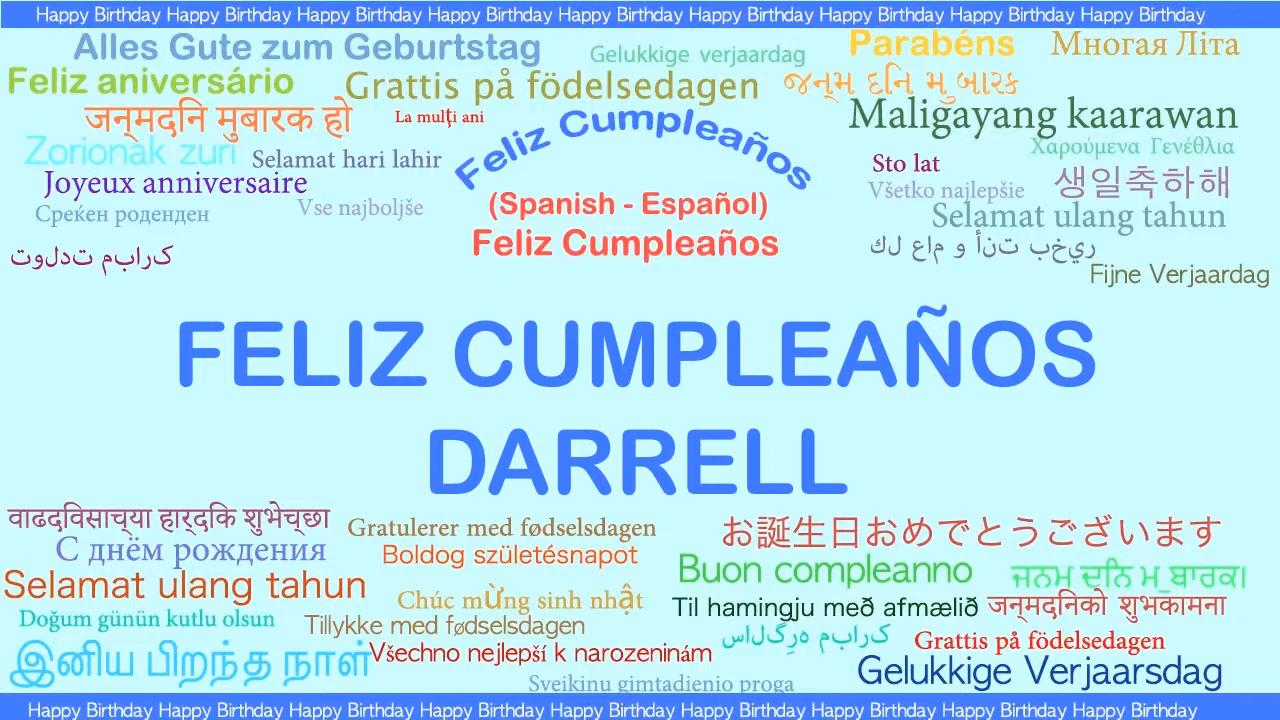 Happy Birthday Happy Birthday Happy Birthday Happy Birthday Happy Birthday Happy Birthday Happy Birthday Happy Birthday Happy Birthday
Alles Gute zum Geburtstag
Gelukkige verjaardag
Parabéns
Многая Літа
Feliz aniversário
Grattis på födelsedagen
જન્મ દનિ મુબારક
जन्मदनि मुबारक हो
La mulţi ani
Feliz Cumpleaños
Maligayang kaarawan
Zorionak zuri
Selamat hari lahir
Sto lat
Χαρούμενα Γενέθλια
Joyeux anniversaire
Všetko najlepšie
생일축하해
Среќен роденден
Vse najboljše
(Spanish - Español)
Selamat ulang tahun
Feliz Cumpleaños
تولدت مبارک
كل عام و أنت بخير
Fijne Verjaardag
FELIZ CUMPLEAÑOS
DARRELL
वाढदविसाच्या हार्दकि शुभेच्छा
Gratulerer med fødselsdagen
お誕生日おめでとうございます
С днём рождения
Boldog születésnapot
Buon compleanno
ਜਨਮ ਦਨਿ ਮੁਬਾਰਕ।
Selamat ulang tahun
Chúc mừng sinh nhật
Til hamingju með afmælið
जन्मदनिको शुभकामना
Doğum günün kutlu olsun
Tillykke med fødselsdagen
سالگرہ مبارک
Grattis på födelsedagen
இனிய பிறந்த நாள்
Všechno nejlepší k narozeninám
Gelukkige Verjaarsdag
Sveikinu gimtadienio proga
Happy Birthday Happy Birthday Happy Birthday Happy Birthday Happy Birthday Happy Birthday Happy Birthday Happy Birthday Happy Birthday